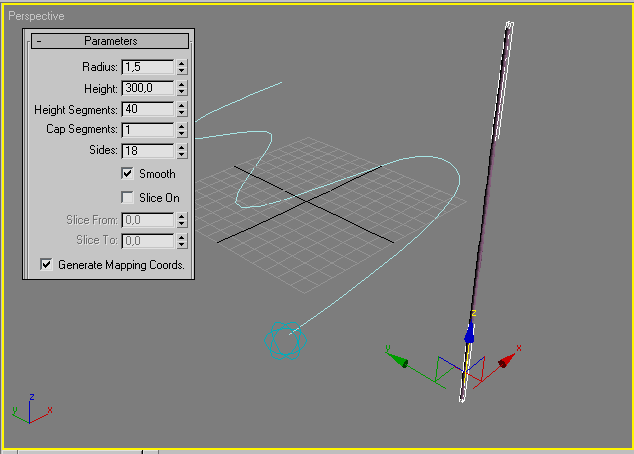 Perspective
- Parameters
Radius: 1,5
Height: 300,0
Height Segments: 40
Cap Segments: 1
Sides: 18
Smooth
Slice On
Slice From: 0,0
Slice To: 0,0
Generate Mapping Coords.
z
y x
z
y x